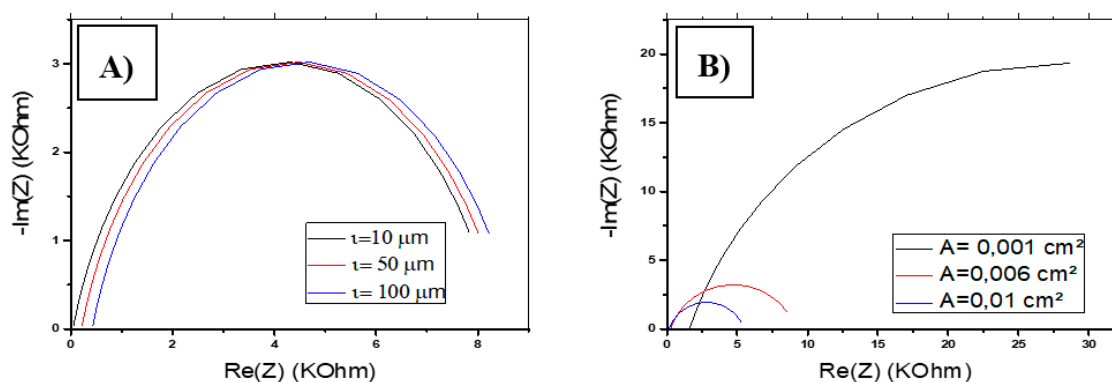 A)
-Im(Z) (KOhm)
3
2
1
0
ι=10 μm
ι= 50 μm
ι= 100 μm
0 2 4 6 8
Re(Z) (KOhm)
B)
-Im(Z) (KOhm)
20
15
10
5
0
A= 0,001 cm²
A=0,006 cm²
A=0,01 cm²
0 5 10 15 20 25 30
Re(Z) (KOhm)